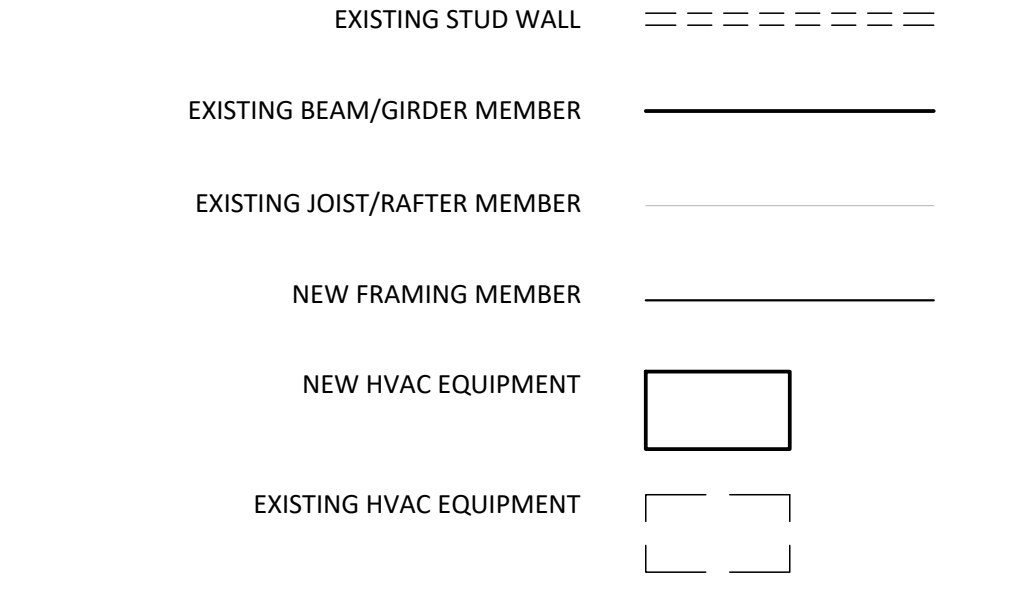 EXISTING STUD WALL
EXISTING BEAM/GIRDER MEMBER
EXISTING JOIST/RAFTER MEMBER
NEW FRAMING MEMBER
NEW HVAC EQUIPMENT
EXISTING HVAC EQUIPMENT